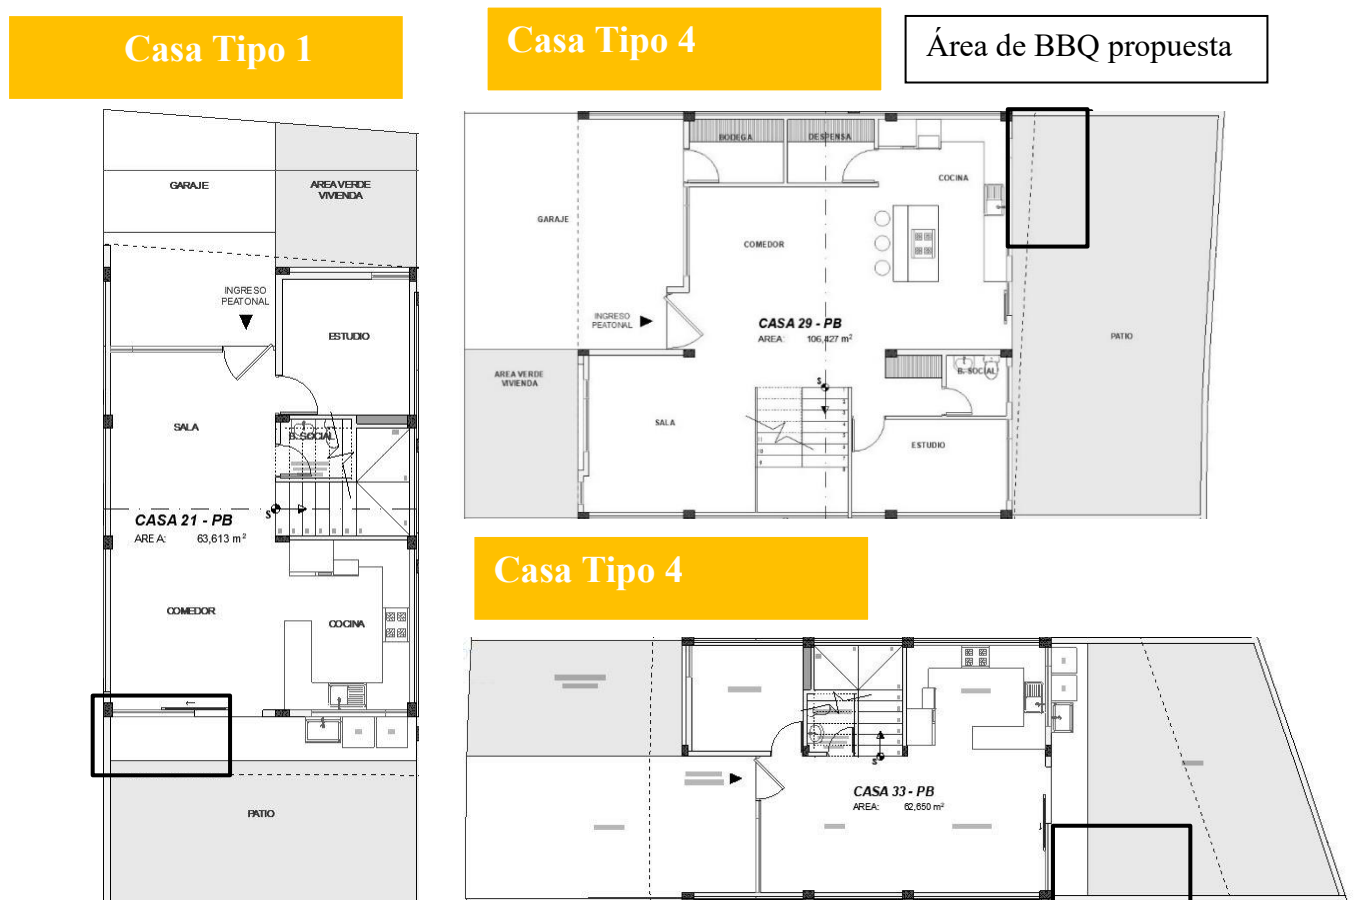 Casa Tipo 1
GARAJE
AREA VERDE
VIVIENDA
INGRESO
PEATONAL
ESTUDIO
SALA
B. SOCIAL
S
CASA 21 - PB
AREA: 63,613 m²
COMEDOR
COCINA
PATIO
Casa Tipo 4
Área de BBQ propuesta
BODEGA
DESPENSA
COCINA
GARAJE
COMEDOR
INGRESO
PEATONAL
CASA 29 - PB
AREA: 106,427 m²
PATIO
AREA VERDE
VIVIENDA
B. SOCIAL
S
SALA
ESTUDIO
Casa Tipo 4
S
CASA 33 - PB
AREA: 62,650 m²